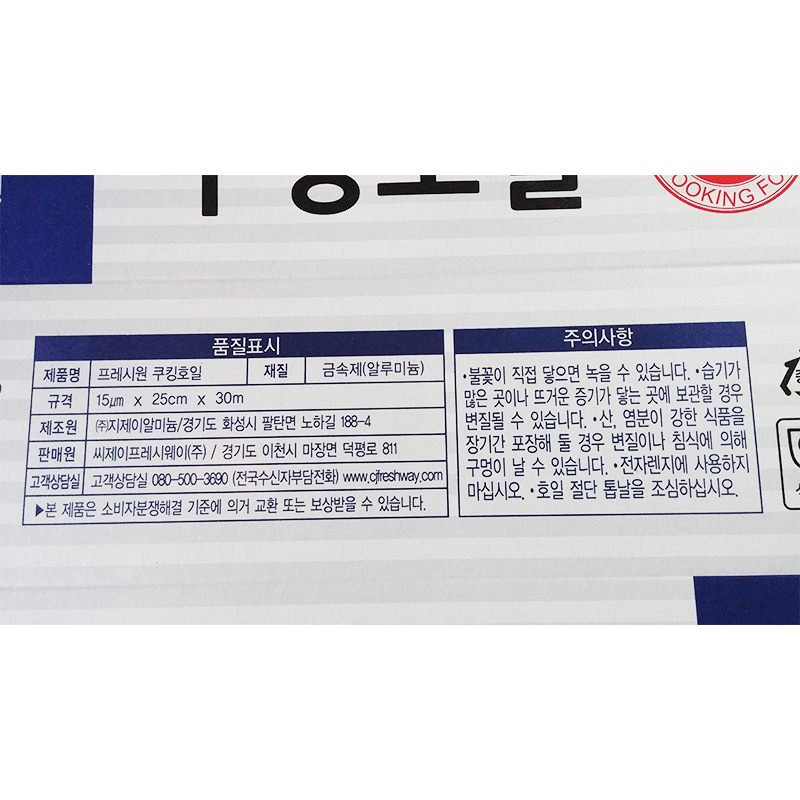 쿠킹호일
OOKING FO
품질표시
제품명 프레시원 쿠킹호일 재질 금속제(알루미늄)
규격 15㎛ x 25cm x 30m
제조원 ㈜지제이알미늄/경기도 화성시 팔탄면 노하길 188-4
판매원 씨제이프레시웨이(주) / 경기도 이천시 마장면 덕평로 811
고객상담실 고객상담실 080-500-3690 (전국수신자부담전화) www.cjfreshway.com
▶본 제품은 소비자분쟁해결 기준에 의거 교환 또는 보상받을 수 있습니다.
주의사항
•불꽃이 직접 닿으면 녹을 수 있습니다. •습기가
많은 곳이나 뜨거운 증기가 닿는 곳에 보관할 경우
변질될 수 있습니다. •산, 염분이 강한 식품을
장기간 포장해 둘 경우 변질이나 침식에 의해
구멍이 날 수 있습니다. •전자렌지에 사용하지
마십시오. •호일 절단 톱날을 조심하십시오.